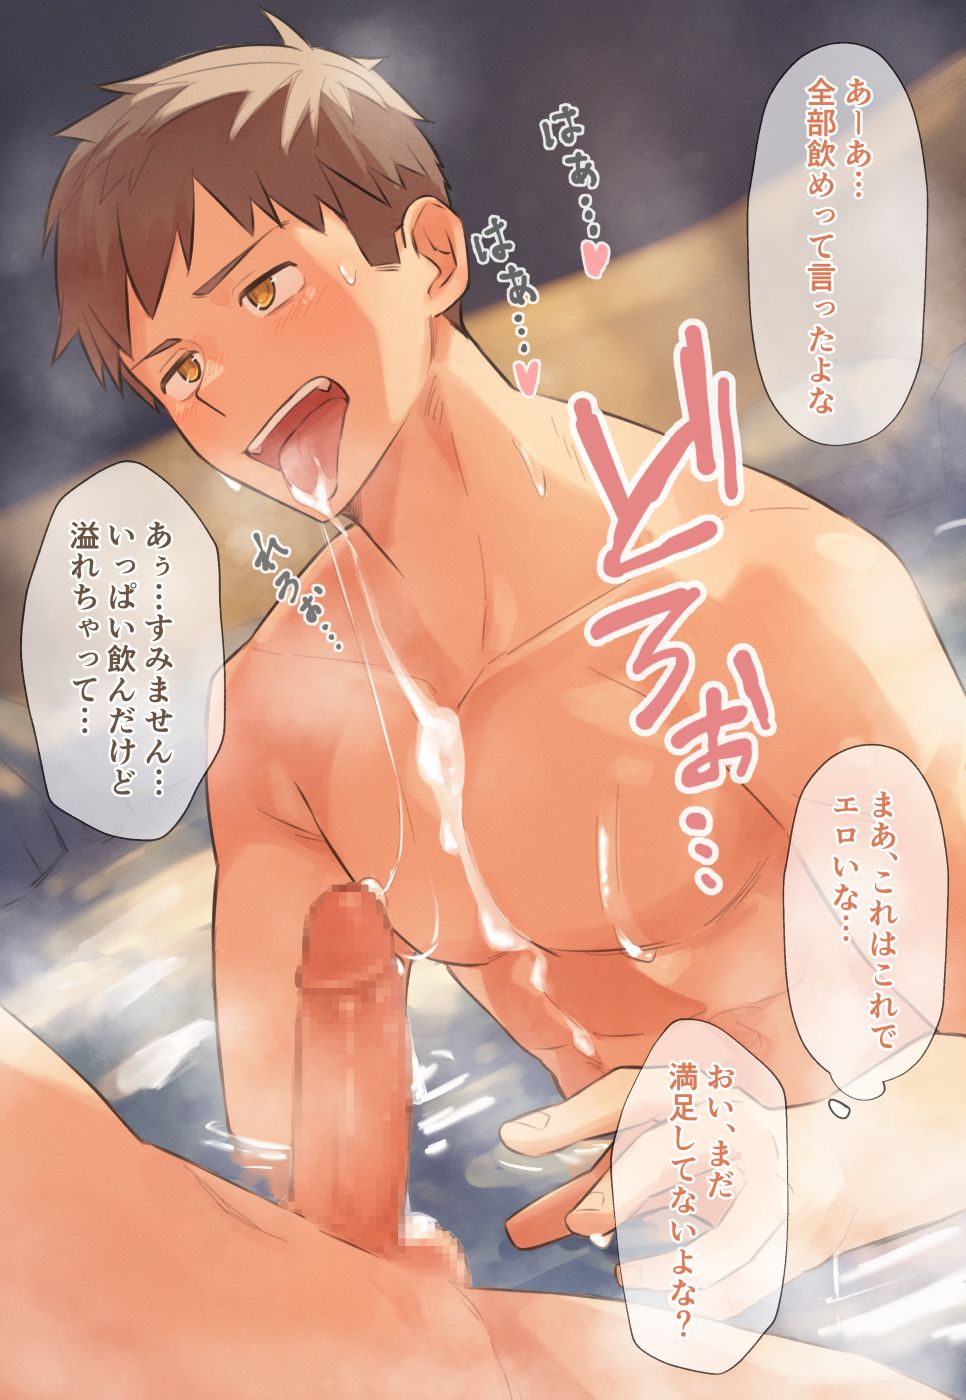 あーあ…
全部飲めって言ったよな
はぁ…
はぁ…
どろぉ…
れろぉ…
あぅ…すみません…
いっぱい飲んだけど
溢れちゃって…
まあ、これはこれで
エロいな…
おい、まだ
満足してないよな?